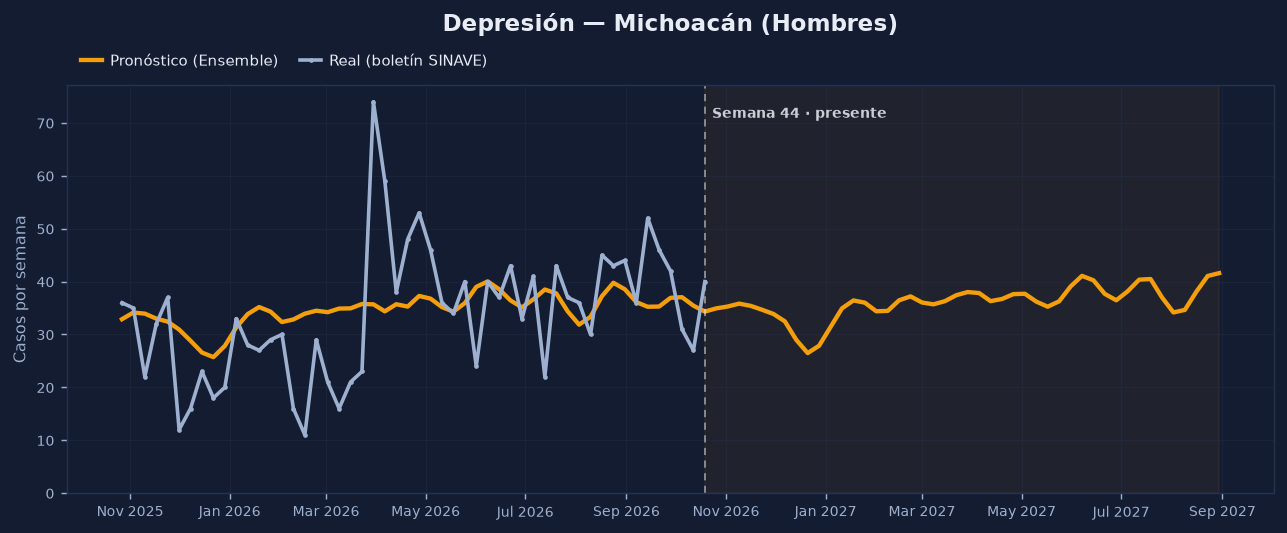 Depresión — Michoacán (Hombres)
Pronóstico (Ensemble)
Real (boletín SINAVE)
Semana 44 · presente
Casos por semana
70
60
50
40
30
20
10
0
Nov 2025
Jan 2026
Mar 2026
May 2026
Jul 2026
Sep 2026
Nov 2026
Jan 2027
Mar 2027
May 2027
Jul 2027
Sep 2027